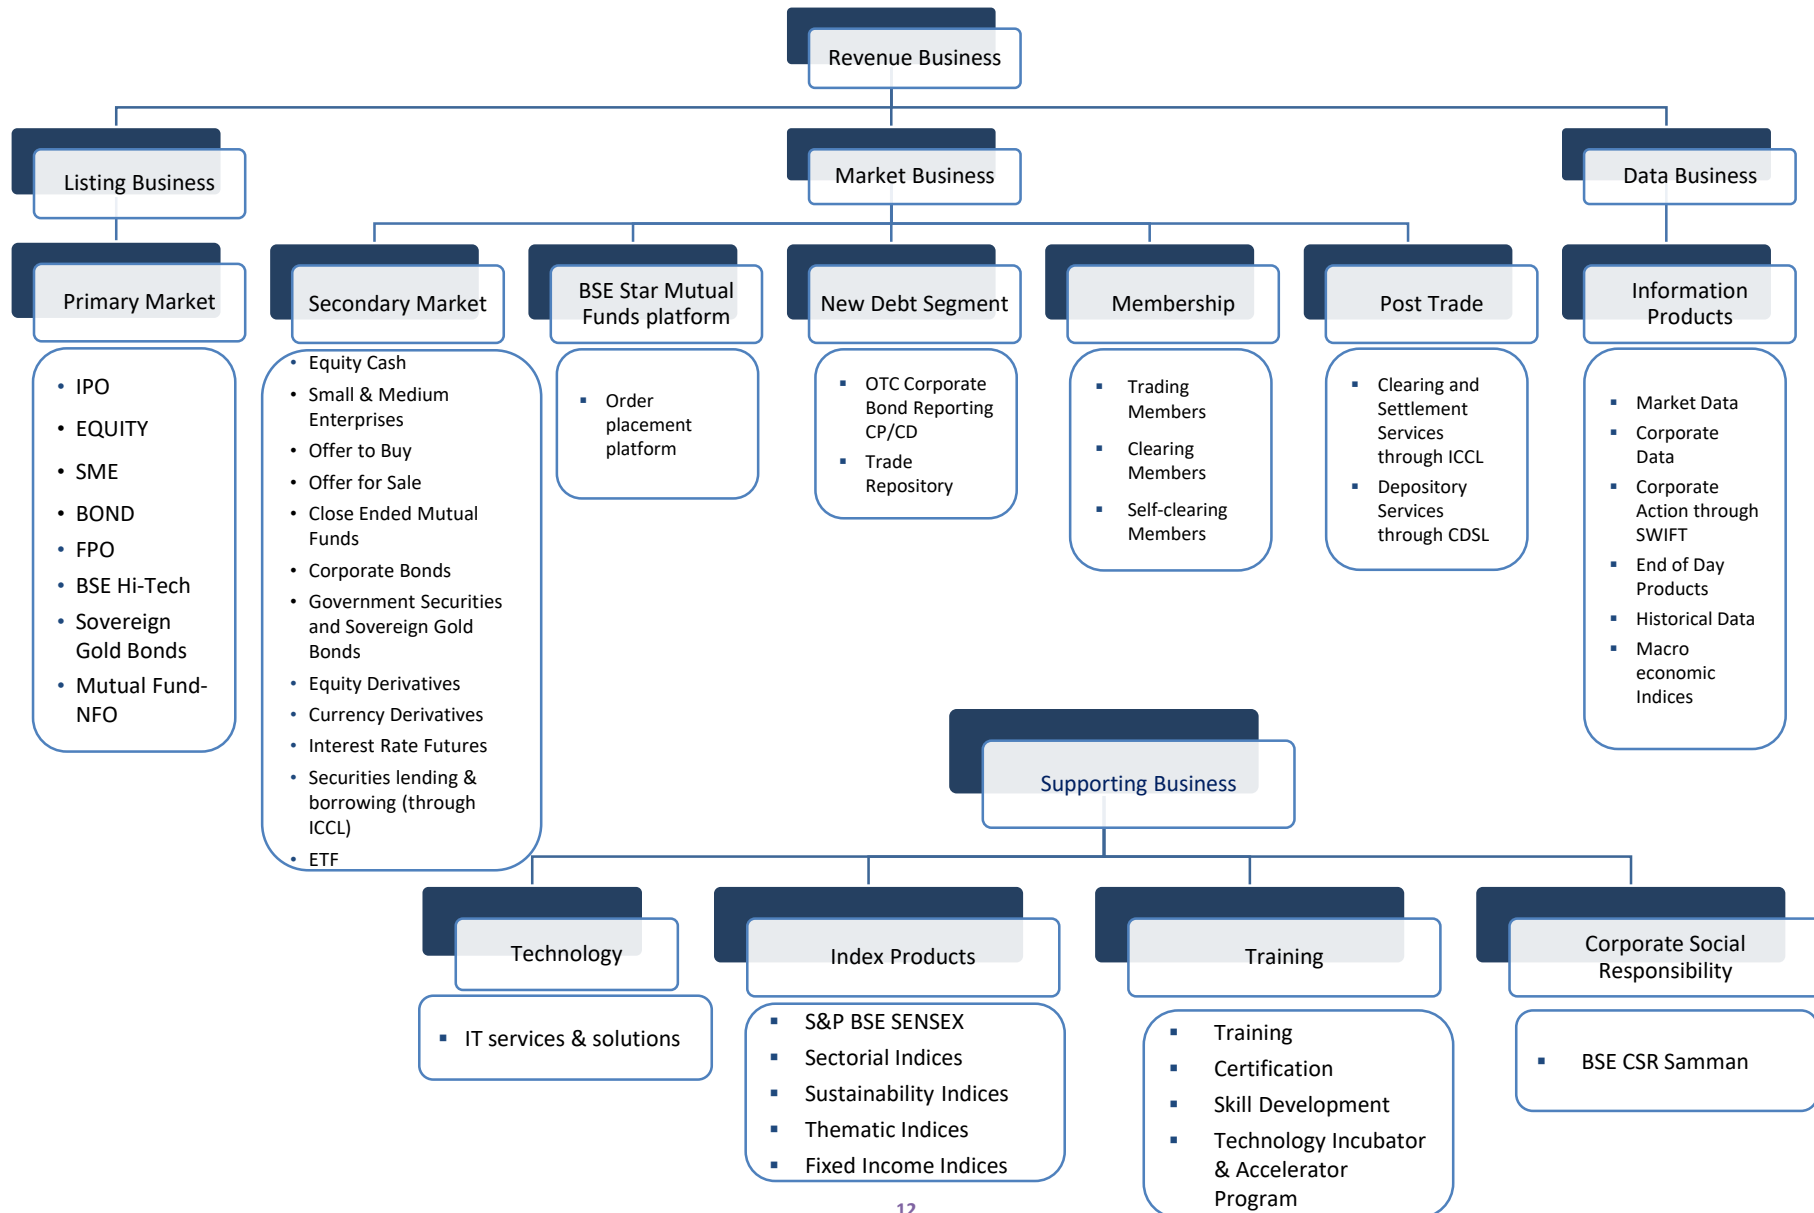 Revenue Business
Listing Business
Market Business
Data Business
Primary Market
Secondary Market
BSE Star Mutual
Funds platform
New Debt Segment
Membership
Post Trade
Information
Products
• IPO
• EQUITY
• SME
• BOND
• FPO
• BSE Hi-Tech
• Sovereign
Gold Bonds
• Mutual Fund-
NFO
• Equity Cash
• Small & Medium
Enterprises
• Offer to Buy
• Offer for Sale
• Close Ended Mutual
Funds
• Corporate Bonds
• Government Securities
and Sovereign Gold
Bonds
• Equity Derivatives
• Currency Derivatives
• Interest Rate Futures
• Securities lending &
borrowing (through
ICCL)
• ETF
▪ Order
placement
platform
▪ OTC Corporate
Bond Reporting
CP/CD
▪ Trade
Repository
▪ Trading
Members
▪ Clearing
Members
▪ Self-clearing
Members
▪ Clearing and
Settlement
Services
through ICCL
▪ Depository
Services
through CDSL
▪ Market Data
▪ Corporate
Data
▪ Corporate
Action through
SWIFT
▪ End of Day
Products
▪ Historical Data
▪ Macro
economic
Indices
Supporting Business
Technology
Index Products
Training
Corporate Social
Responsibility
▪ IT services & solutions
▪ S&P BSE SENSEX
▪ Sectorial Indices
▪ Sustainability Indices
▪ Thematic Indices
▪ Fixed Income Indices
▪ Training
▪ Certification
▪ Skill Development
▪ Technology Incubator
& Accelerator
Program
▪ BSE CSR Samman
12